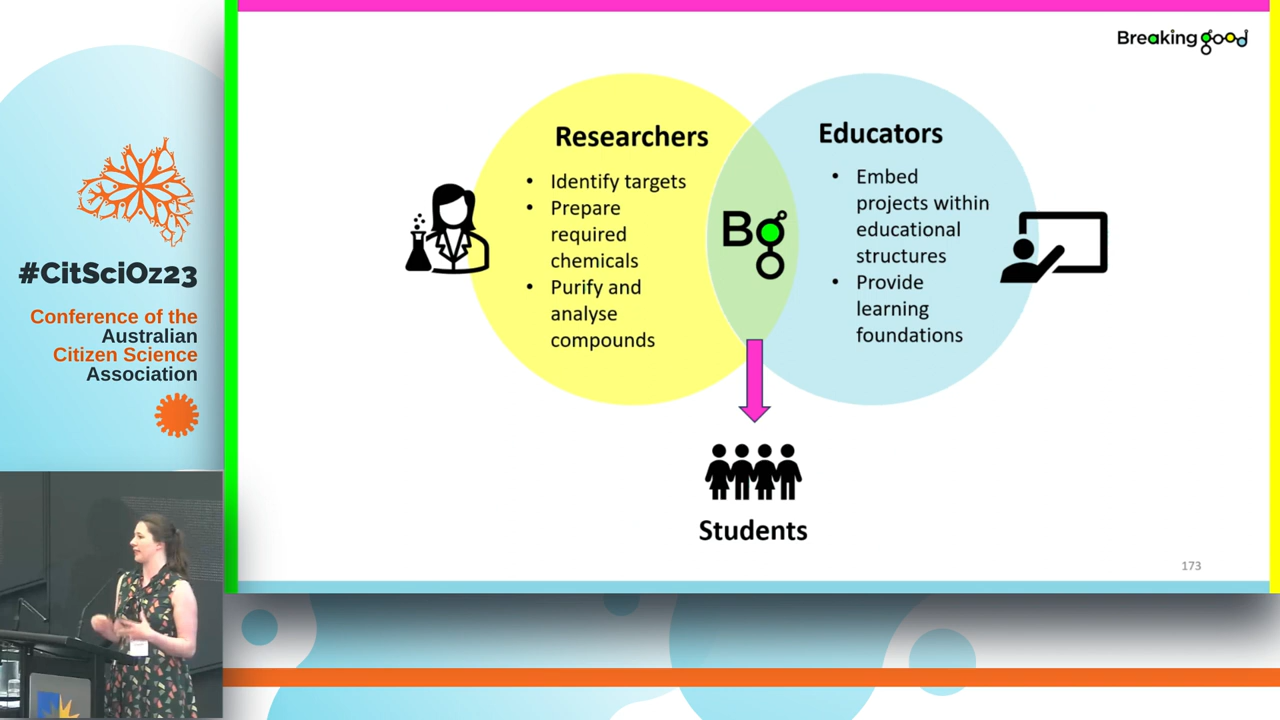 Breaking good
Researchers
• Identify targets
• Prepare
required
chemicals
• Purify and
analyse
compounds
Bg
Educators
• Embed
projects within
educational
structures
• Provide
learning
foundations
Students
173
#CitSciOz23
Conference of the
Australian
Citizen Science
Association